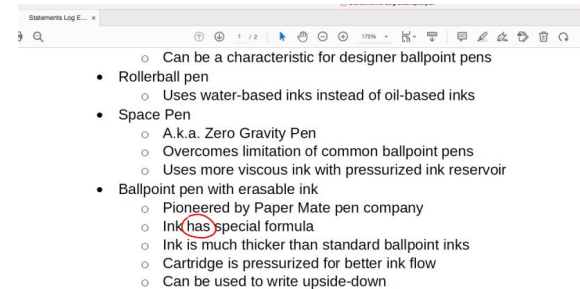 Statements Log E... ×
1 / 2 175%
○ Can be a characteristic for designer ballpoint pens
• Rollerball pen
○ Uses water-based inks instead of oil-based inks
• Space Pen
○ A.k.a. Zero Gravity Pen
○ Overcomes limitation of common ballpoint pens
○ Uses more viscous ink with pressurized ink reservoir
• Ballpoint pen with erasable ink
○ Pioneered by Paper Mate pen company
○ Ink has special formula
○ Ink is much thicker than standard ballpoint inks
○ Cartridge is pressurized for better ink flow
○ Can be used to write upside-down